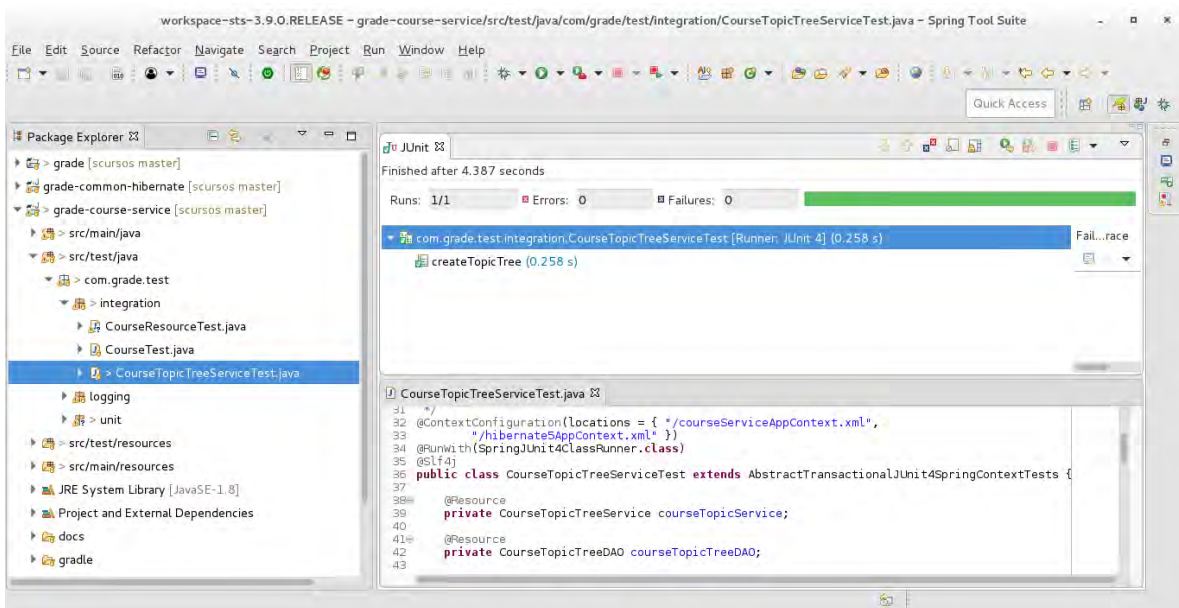 workspace-sts-3.9.0.RELEASE – grade-course-service/src/test/java/com/grade/test/integration/CourseTopicTreeServiceTest.java – Spring Tool Suite
File Edit Source Refactor Navigate Search Project Run Window Help
Quick Access
Package Explorer
> grade [scursos master]
> grade-common-hibernate [scursos master]
> grade-course-service [scursos master]
> src/main/java
> src/test/java
> com.grade.test
> integration
CourseResourceTest.java
CourseTest.java
> CourseTopicTreeServiceTest.java
logging
> unit
> src/test/resources
> src/main/resources
JRE System Library [JavaSE-1.8]
Project and External Dependencies
docs
gradle
JUnit
Finished after 4.387 seconds
Runs: 1/1 Errors: 0 Failures: 0
com.grade.test.integration.CourseTopicTreeServiceTest [Runner: JUnit 4] (0.258 s)
createTopicTree (0.258 s)
Fail...race
CourseTopicTreeServiceTest.java
31 */
32 @ContextConfiguration(locations = { "/courseServiceAppContext.xml",
33 "/hibernate5AppContext.xml" })
34 @RunWith(SpringJUnit4ClassRunner.class)
35 @Slf4j
36 public class CourseTopicTreeServiceTest extends AbstractTransactionalJUnit4SpringContextTests {
37
38 @Resource
39 private CourseTopicTreeService courseTopicService;
40
41 @Resource
42 private CourseTopicTreeDAO courseTopicTreeDAO;
43